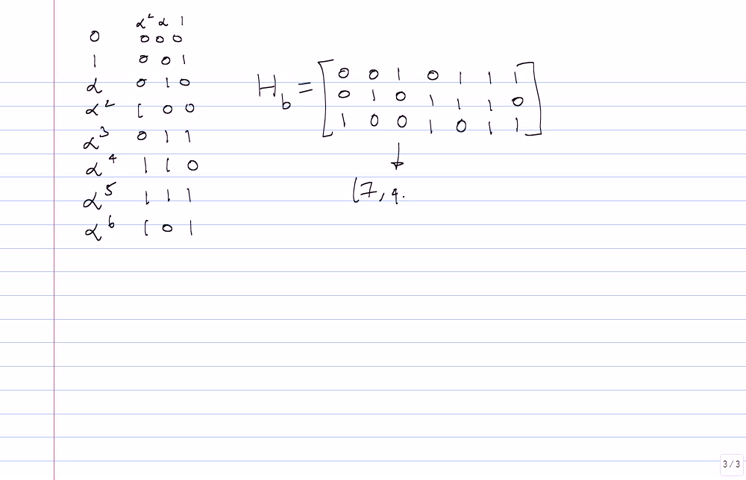 α² α 1
0 0 0 0
1 0 0 1
α 0 1 0
α² 1 0 0
α³ 0 1 1
α⁴ 1 1 0
α⁵ 1 1 1
α⁶ 1 0 1
H_b = [
0 0 1 0 1 1 1
0 1 0 1 1 1 0
1 0 0 1 0 1 1
]
↓
(7, 4
3 / 3